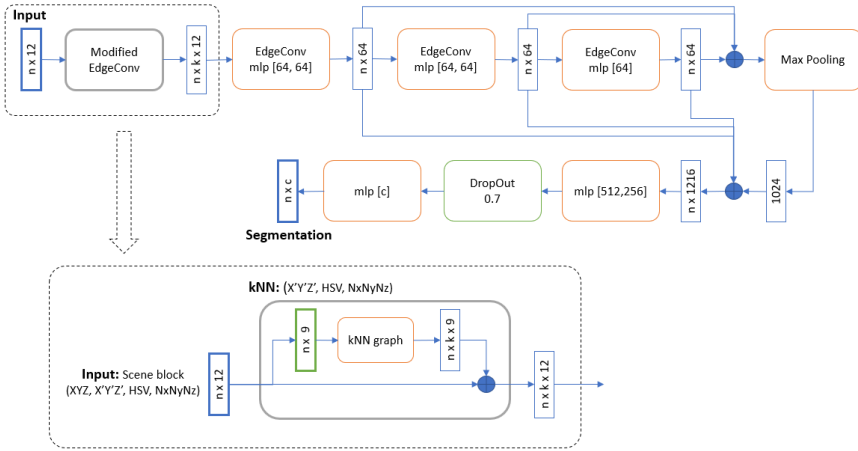 Input
n x 12
Modified
EdgeConv
n x k x 12
EdgeConv
mlp [64, 64]
n x 64
EdgeConv
mlp [64, 64]
n x 64
EdgeConv
mlp [64]
n x 64
Max Pooling
n x c
mlp [c]
DropOut
0.7
mlp [512,256]
n x 1216
1024
Segmentation
kNN: (X'Y'Z', HSV, NxNyNz)
n x 9
kNN graph
n x k x 9
Input: Scene block
(XYZ, X'Y'Z', HSV, NxNyNz)
n x 12
n x k x 12